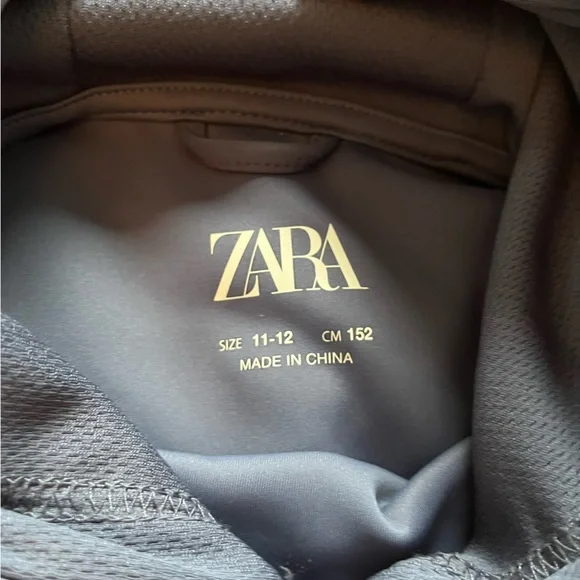 ZARA
SIZE 11-12 CM 152
MADE IN CHINA